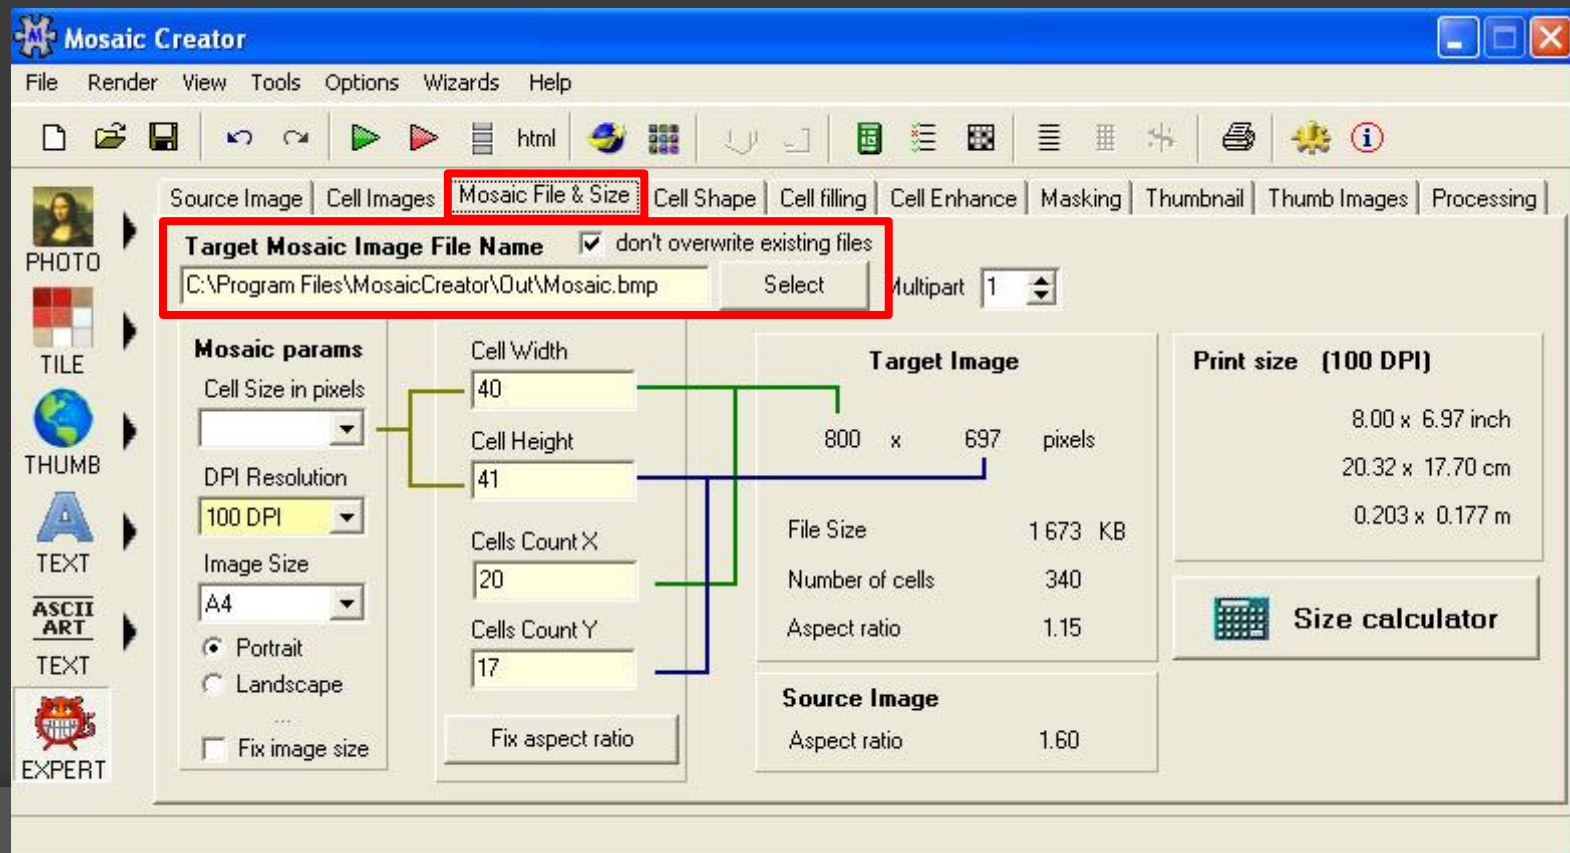 Mosaic Creator
File Render View Tools Options Wizards Help
html
Source Image Cell Images Mosaic File & Size Cell Shape Cell filling Cell Enhance Masking Thumbnail Thumb Images Processing
PHOTO
TILE
THUMB
TEXT
ASCII
ART
TEXT
EXPERT
Target Mosaic Image File Name don't overwrite existing files
C:\Program Files\MosaicCreator\Out\Mosaic.bmp Select Multipart 1
Mosaic params
Cell Size in pixels
DPI Resolution
100 DPI
Image Size
A4
Portrait
Landscape
...
Fix image size
Cell Width
40
Cell Height
41
Cells Count X
20
Cells Count Y
17
Fix aspect ratio
Target Image
800 x 697 pixels
File Size 1 673 KB
Number of cells 340
Aspect ratio 1.15
Source Image
Aspect ratio 1.60
Print size (100 DPI)
8.00 x 6.97 inch
20.32 x 17.70 cm
0.203 x 0.177 m
Size calculator